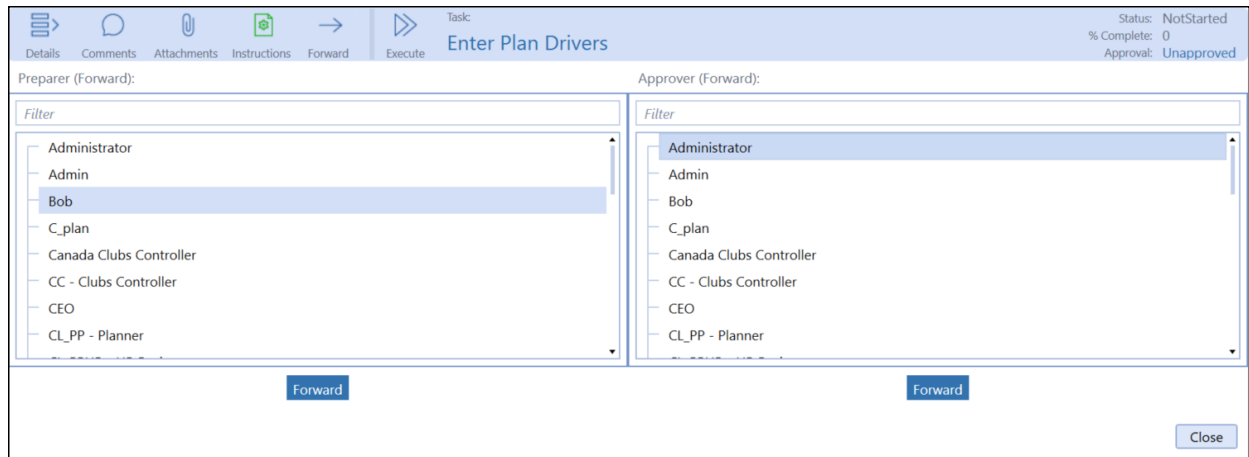 Task:
Enter Plan Drivers
Status: NotStarted
% Complete: 0
Approval: Unapproved
Details Comments Attachments Instructions Forward Execute
Preparer (Forward):
Filter
Administrator
Admin
Bob
C_plan
Canada Clubs Controller
CC - Clubs Controller
CEO
CL_PP - Planner
Forward
Approver (Forward):
Filter
Administrator
Admin
Bob
C_plan
Canada Clubs Controller
CC - Clubs Controller
CEO
CL_PP - Planner
Forward
Close